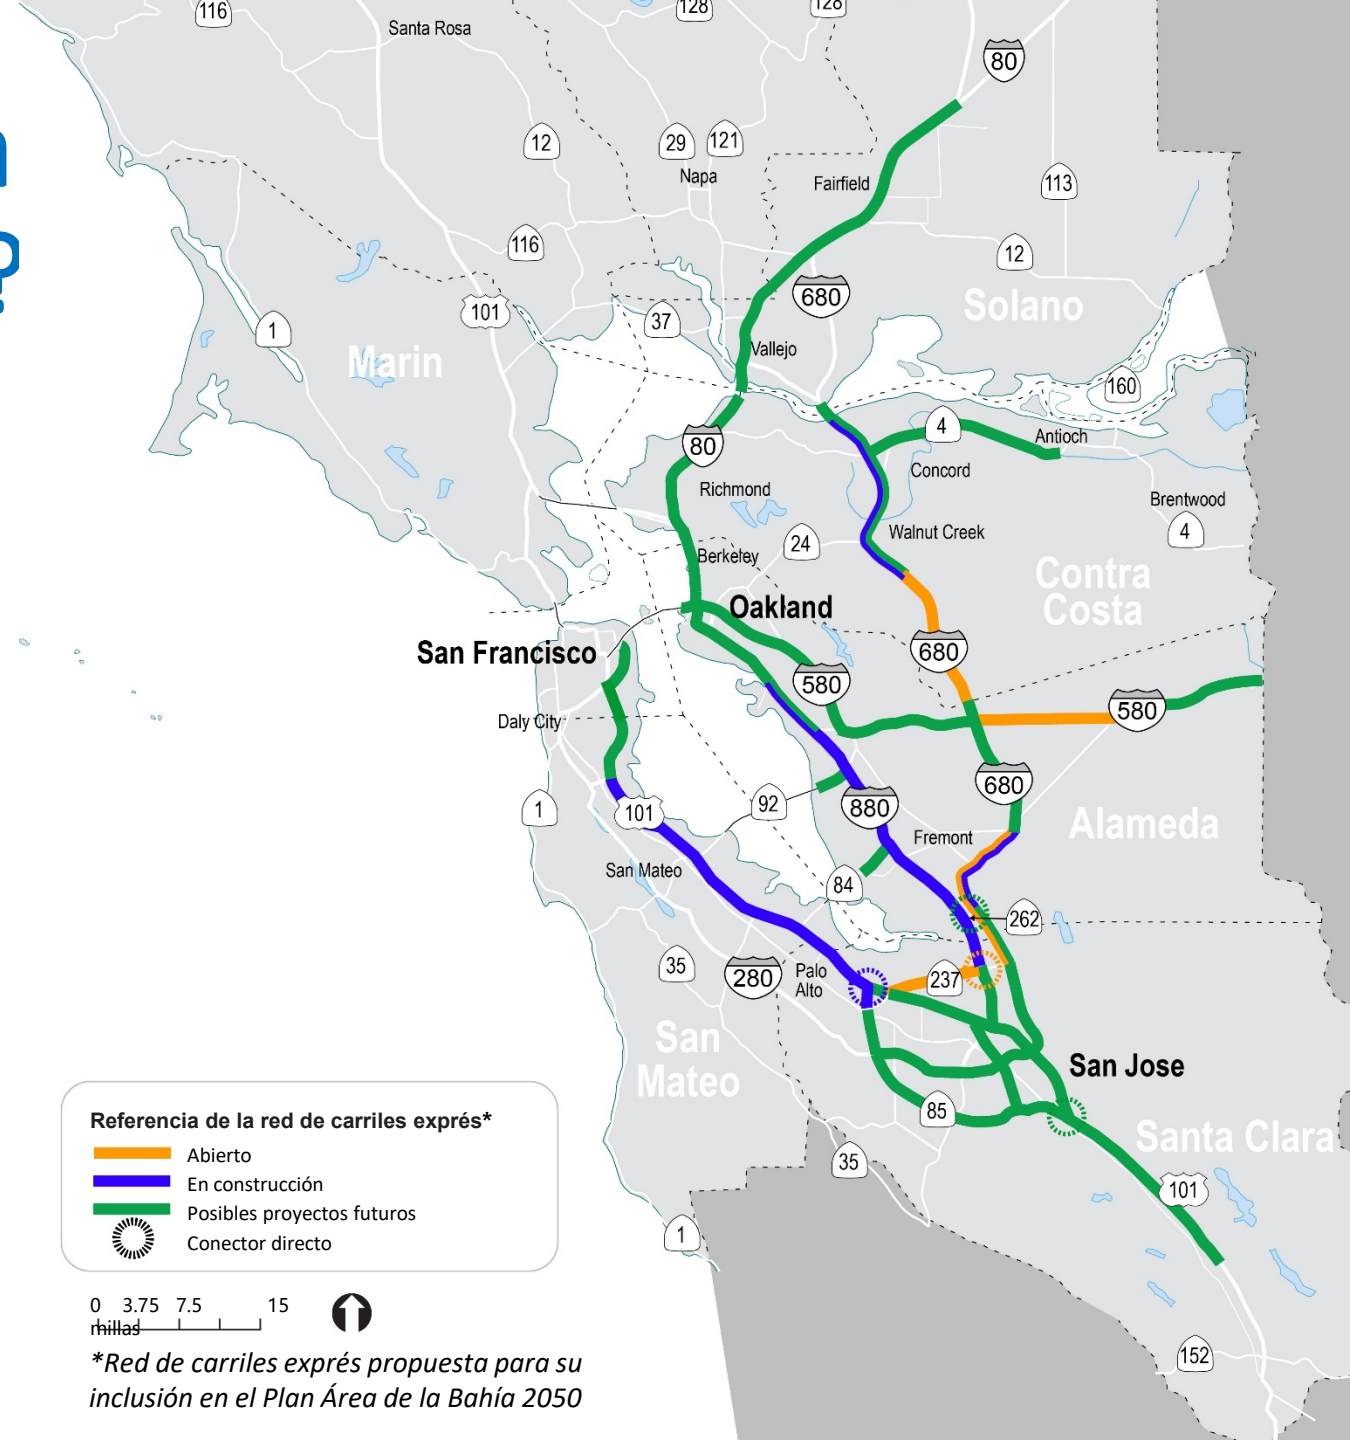 116
128
128
Santa Rosa
80
12
29
121
Napa
Fairfield
113
116
12
680
Solano
101
37
1
Marin
Vallejo
160
4
Antioch
80
Concord
Richmond
Brentwood
4
Walnut Creek
24
Berkeley
Contra
Costa
Oakland
San Francisco
680
580
580
Daly City
680
92
880
1
101
Alameda
Fremont
San Mateo
84
262
35
280
Palo
Alto
237
San
Mateo
San Jose
85
Santa Clara
35
101
1
152
Referencia de la red de carriles exprés*
Abierto
En construcción
Posibles proyectos futuros
Conector directo
0 3.75 7.5 15
millas
*Red de carriles exprés propuesta para su
inclusión en el Plan Área de la Bahía 2050